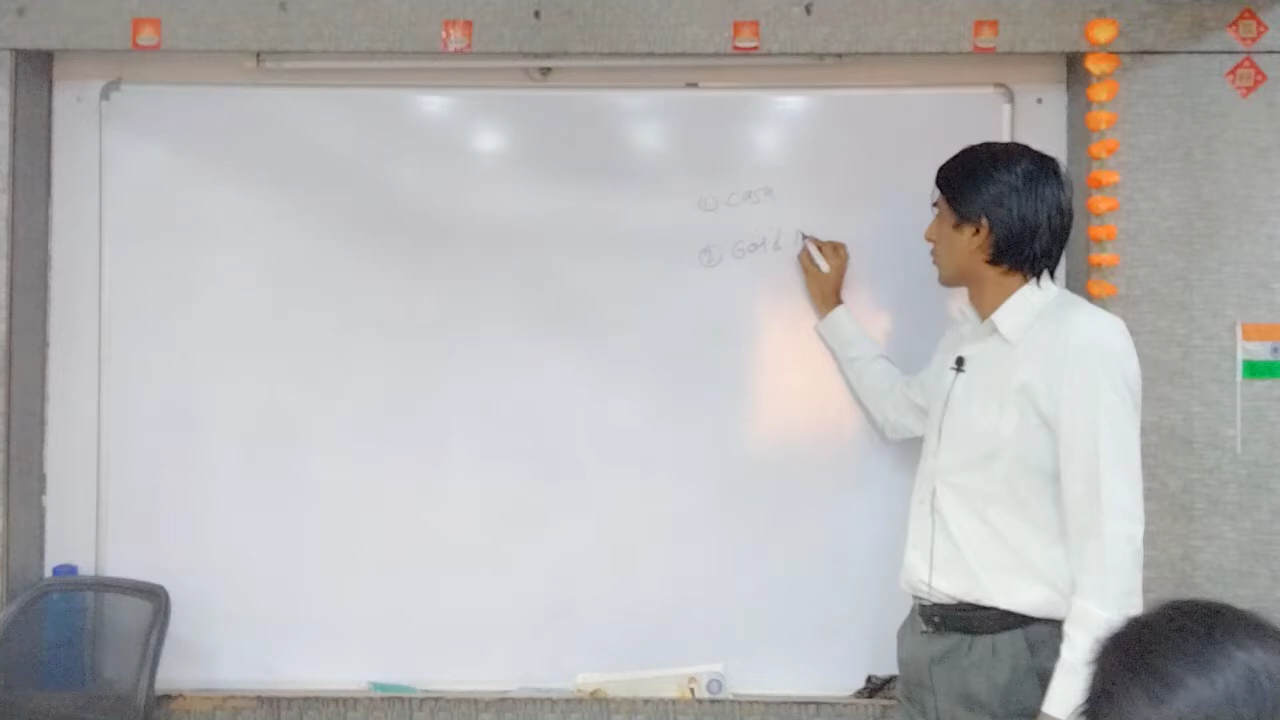 ① Cash
② Gold